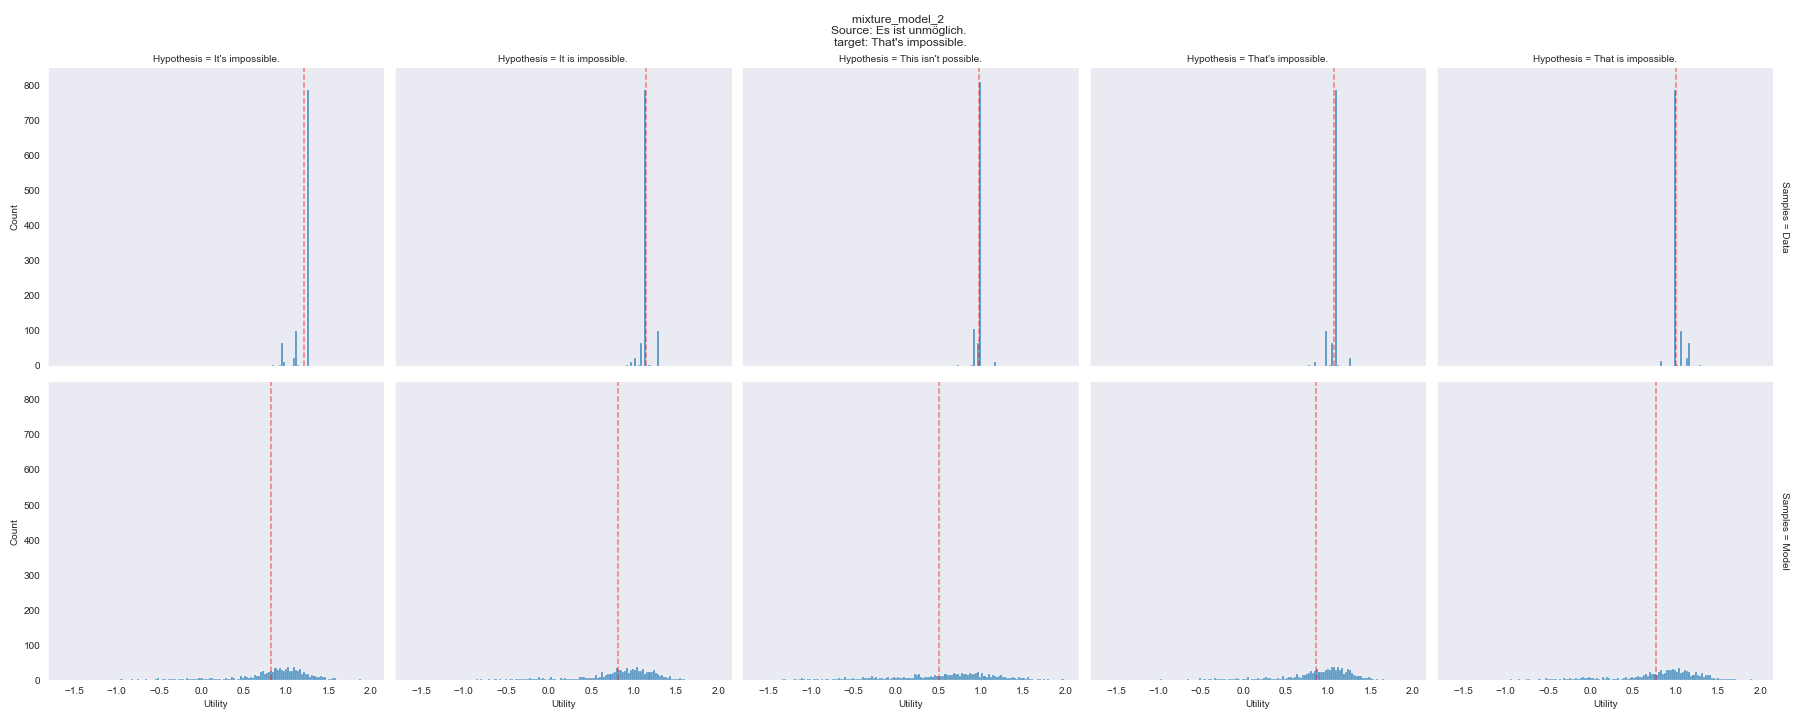 mixture_model_2
Source: Es ist unmöglich.
target: That's impossible.
Hypothesis = It's impossible.
Hypothesis = It is impossible.
Hypothesis = This isn't possible.
Hypothesis = That's impossible.
Hypothesis = That is impossible.
800
700
600
500
400
300
200
100
0
Count
Samples = Data
800
700
600
500
400
300
200
100
0
Count
Samples = Model
−1.5 −1.0 −0.5 0.0 0.5 1.0 1.5 2.0
−1.5 −1.0 −0.5 0.0 0.5 1.0 1.5 2.0
−1.5 −1.0 −0.5 0.0 0.5 1.0 1.5 2.0
−1.5 −1.0 −0.5 0.0 0.5 1.0 1.5 2.0
−1.5 −1.0 −0.5 0.0 0.5 1.0 1.5 2.0
Utility
Utility
Utility
Utility
Utility